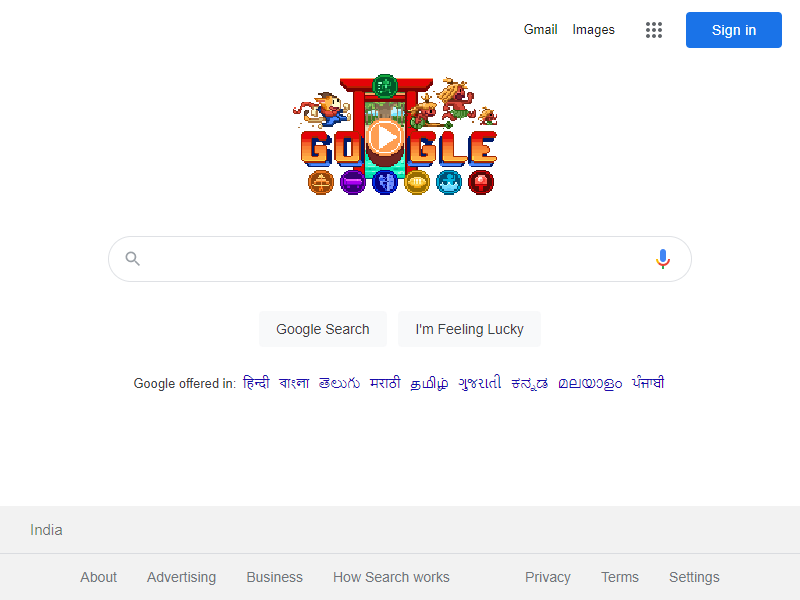 Gmail Images Sign in
GOOGLE
Google Search I'm Feeling Lucky
Google offered in: हिन्दी বাংলা తెలుగు मराठी தமிழ் ગુજરાતી ಕನ್ನಡ മലയാളം ਪੰਜਾਬੀ
India
About Advertising Business How Search works Privacy Terms Settings